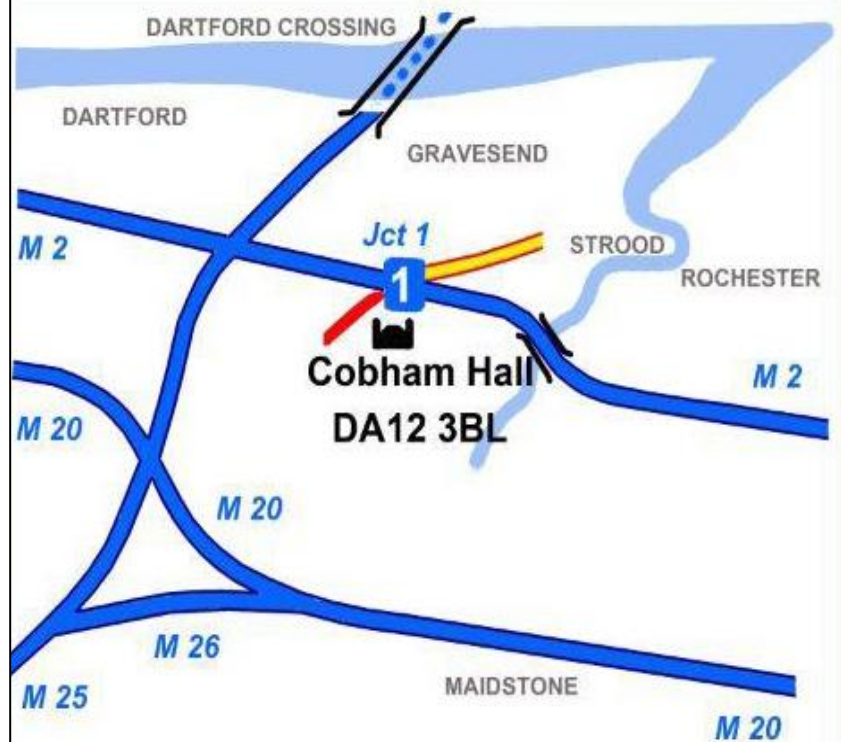 DARTFORD CROSSING
DARTFORD
GRAVESEND
M 2
Jct 1
STROOD
1
ROCHESTER
Cobham Hall
M 2
DA12 3BL
M 20
M 20
M 26
MAIDSTONE
M 25
M 20